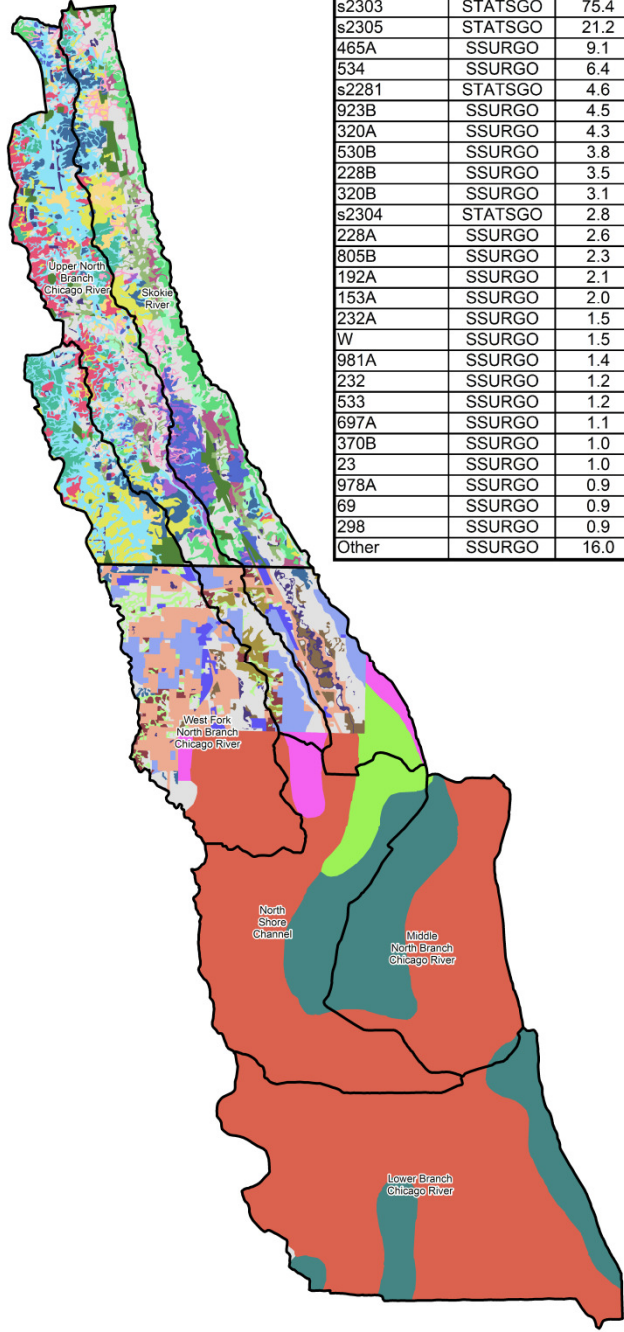 s2303 STATSGO 75.4
s2305 STATSGO 21.2
465A SSURGO 9.1
534 SSURGO 6.4
s2281 STATSGO 4.6
923B SSURGO 4.5
320A SSURGO 4.3
530B SSURGO 3.8
228B SSURGO 3.5
320B SSURGO 3.1
s2304 STATSGO 2.8
228A SSURGO 2.6
805B SSURGO 2.3
192A SSURGO 2.1
153A SSURGO 2.0
232A SSURGO 1.5
W SSURGO 1.5
981A SSURGO 1.4
232 SSURGO 1.2
533 SSURGO 1.2
697A SSURGO 1.1
370B SSURGO 1.0
23 SSURGO 1.0
978A SSURGO 0.9
69 SSURGO 0.9
298 SSURGO 0.9
Other SSURGO 16.0
Upper North
Branch
Chicago River
Skokie
River
West Fork
North Branch
Chicago River
North
Shore
Channel
Middle
North Branch
Chicago River
Lower Branch
Chicago River